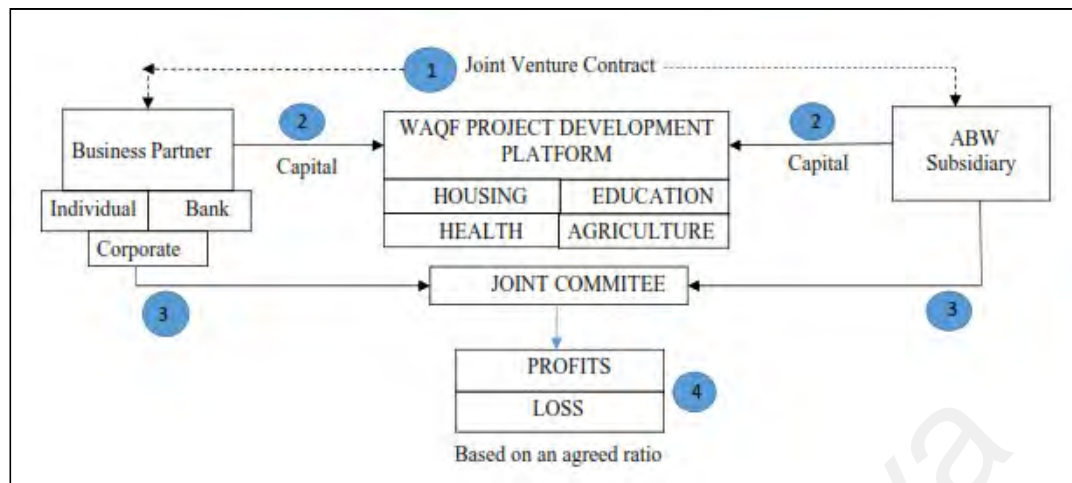 1 Joint Venture Contract
Business Partner
2
Capital
WAQF PROJECT DEVELOPMENT
PLATFORM
2
Capital
ABW
Subsidiary
HOUSING
EDUCATION
HEALTH
AGRICULTURE
Individual
Bank
Corporate
JOINT COMMITEE
3
3
PROFITS
LOSS
4
Based on an agreed ratio